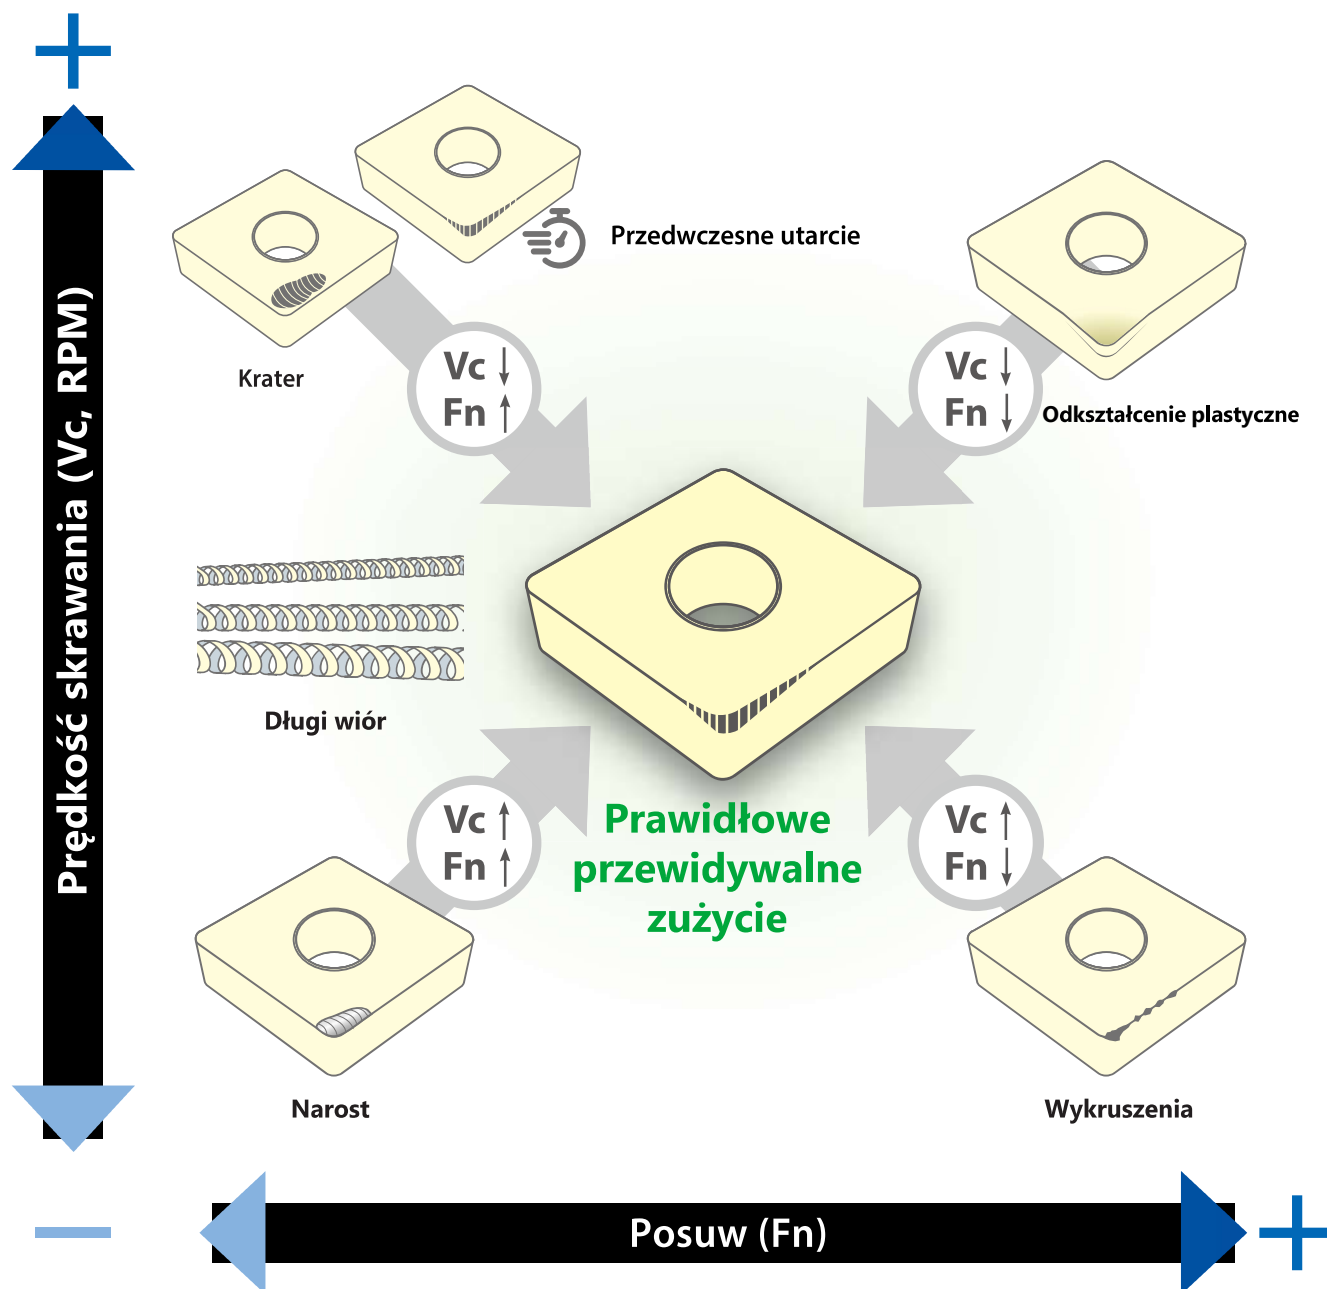 Prędkość skrawania (Vc, RPM)
Przedwczesne utarcie
Krater
Vc ↓
Fn ↑
Vc ↓
Fn ↓
Odkształcenie plastyczne
Długi wiór
Vc ↑
Fn ↑
Prawidłowe
przewidywalne
zużycie
Vc ↑
Fn ↓
Narost
Wykruszenia
Posuw (Fn)